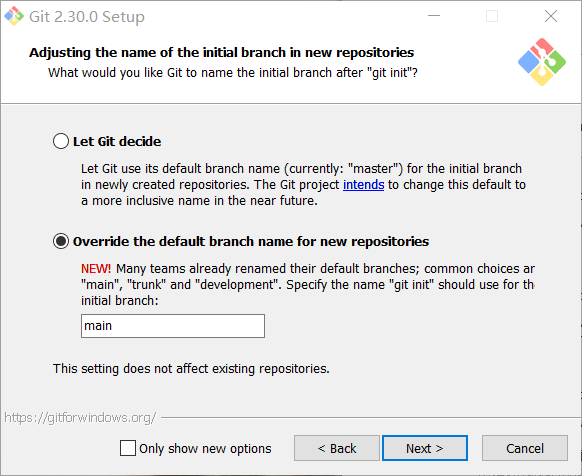 Git 2.30.0 Setup
Adjusting the name of the initial branch in new repositories
What would you like Git to name the initial branch after "git init"?
Let Git decide
Let Git use its default branch name (currently: "master") for the initial branch
in newly created repositories. The Git project intends to change this default to
a more inclusive name in the near future.
Override the default branch name for new repositories
NEW! Many teams already renamed their default branches; common choices ar
"main", "trunk" and "development". Specify the name "git init" should use for the
initial branch:
main
This setting does not affect existing repositories.
https://gitforwindows.org/
Only show new options
< Back
Next >
Cancel